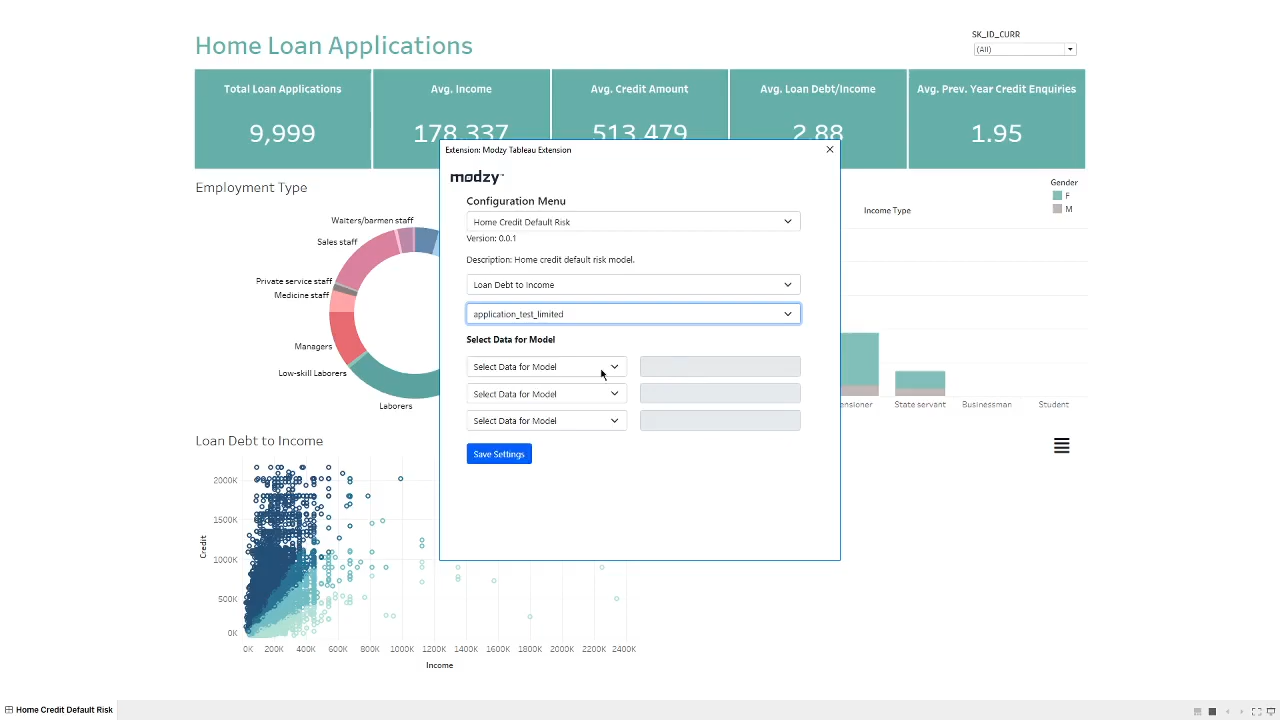 Home Loan Applications
SK_ID_CURR
(All)
Total Loan Applications
9,999
Avg. Income
178,337
Avg. Credit Amount
513,479
Avg. Loan Debt/Income
2.88
Avg. Prev. Year Credit Enquiries
1.95
Extension: Modzy Tableau Extension
modzy
Configuration Menu
Home Credit Default Risk
Version: 0.0.1
Description: Home credit default risk model.
Loan Debt to Income
application_test_limited
Select Data for Model
Select Data for Model
Select Data for Model
Select Data for Model
Save Settings
Employment Type
Waiters/barmen staff
Sales staff
Private service staff
Medicine staff
Managers
Low-skill Laborers
Laborers
Income Type
Gender
F
M
State servant
Businessman
Student
Loan Debt to Income
2000K
1500K
1000K
500K
0K
Credit
0K 200K 400K 600K 800K 1000K 1200K 1400K 1600K 1800K 2000K 2200K 2400K
Income
Home Credit Default Risk